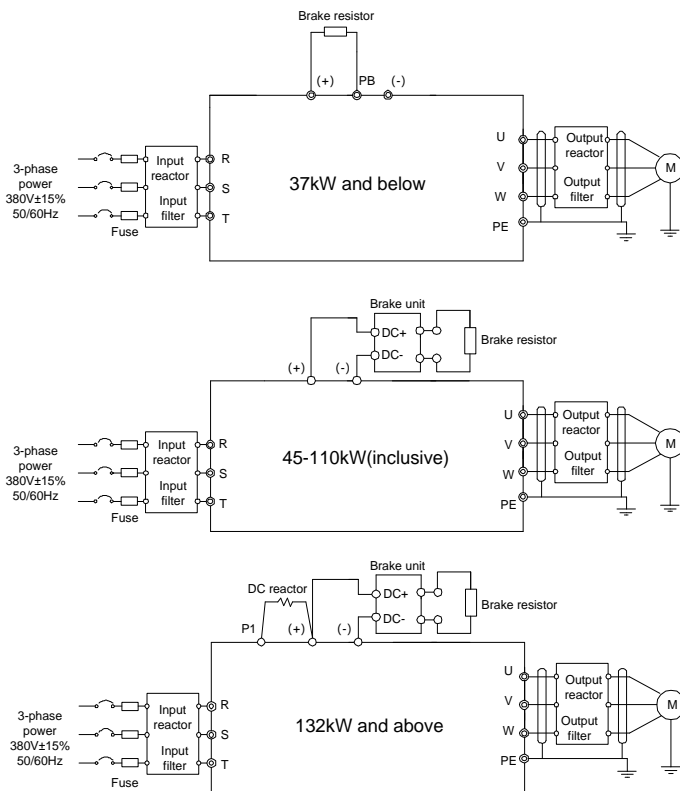 Brake resistor
(+) PB (-)
3-phase
power
380V±15%
50/60Hz
Fuse
Input
reactor
Input
filter
R
S
T
37kW and below
U
V
W
PE
Output
reactor
Output
filter
M
Brake unit
DC+
DC-
Brake resistor
(+) (-)
3-phase
power
380V±15%
50/60Hz
Fuse
Input
reactor
Input
filter
R
S
T
45-110kW(inclusive)
U
V
W
PE
Output
reactor
Output
filter
M
Brake unit
DC reactor
DC+
DC-
Brake resistor
P1 (+) (-)
3-phase
power
380V±15%
50/60Hz
Fuse
Input
reactor
Input
filter
R
S
T
132kW and above
U
V
W
PE
Output
reactor
Output
filter
M